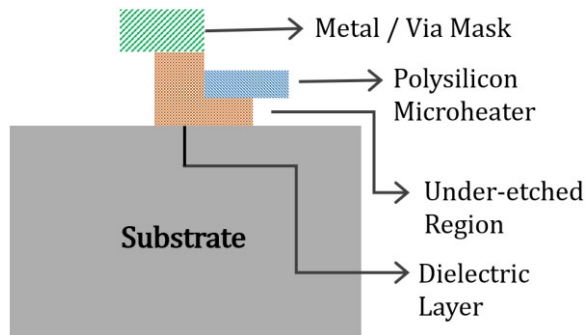 Metal / Via Mask
Polysilicon
Microheater
Under-etched
Region
Substrate
Dielectric
Layer